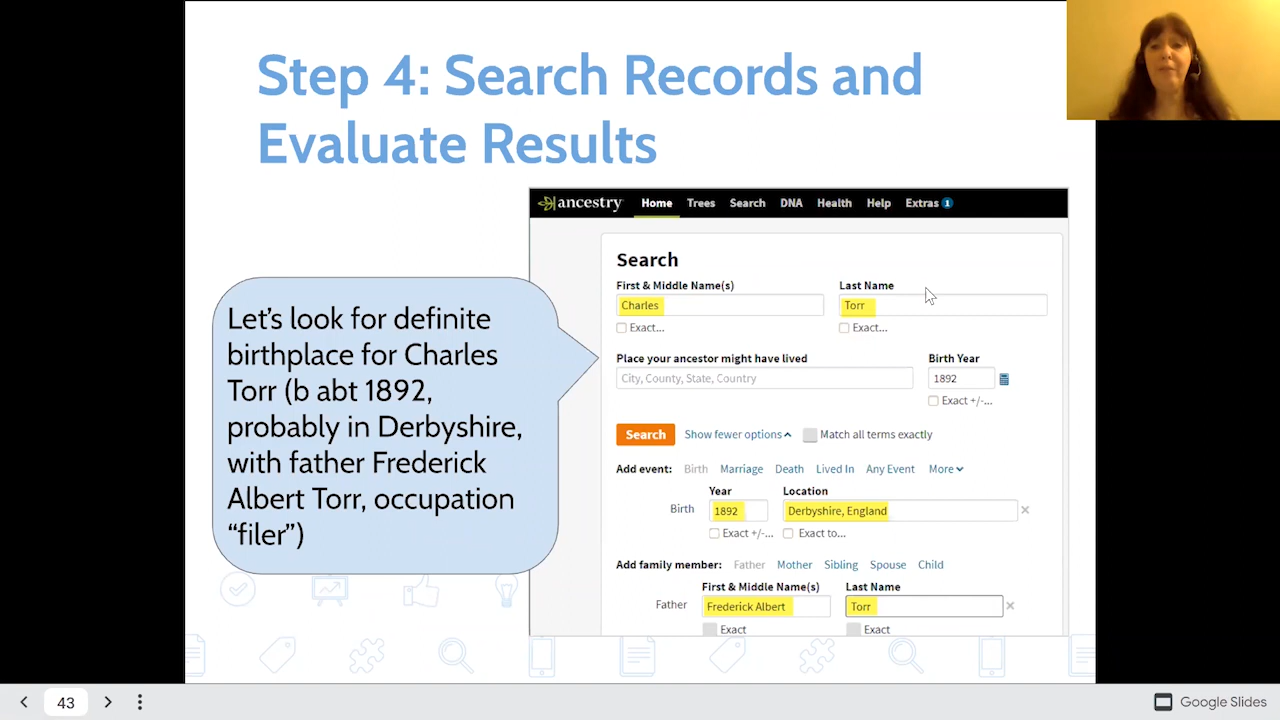 Step 4: Search Records and
Evaluate Results
Let's look for definite
birthplace for Charles
Torr (b abt 1892,
probably in Derbyshire,
with father Frederick
Albert Torr, occupation
“filer”)
ancestry Home Trees Search DNA Health Help Extras 1
Search
First & Middle Name(s) Last Name
Charles Torr
Exact... Exact...
Place your ancestor might have lived Birth Year
City, County, State, Country 1892
Exact +/-...
Search Show fewer options Match all terms exactly
Add event: Birth Marriage Death Lived In Any Event More
Year Location
Birth 1892 Derbyshire, England
Exact +/-... Exact to...
Add family member: Father Mother Sibling Spouse Child
First & Middle Name(s) Last Name
Father Frederick Albert Torr
Exact Exact
43 Google Slides